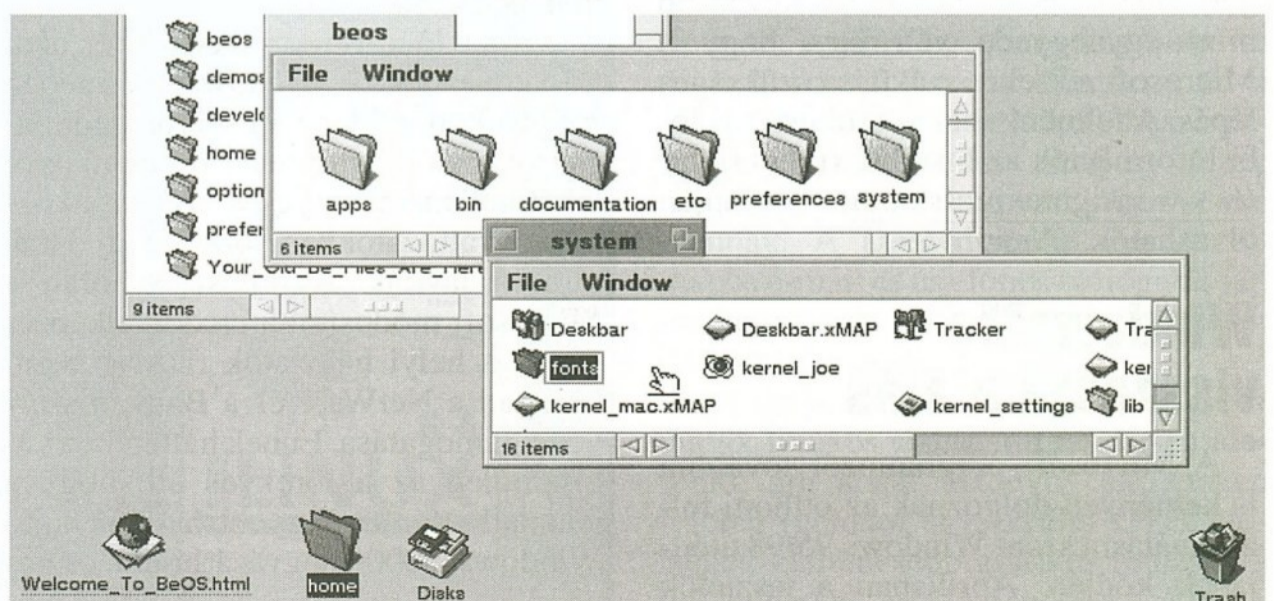 beos
demos
develo
home
option
prefer
Your_Old_Be_Files_Are_Here
9 items
beos
File Window
apps bin documentation etc preferences system
6 items
system
File Window
Deskbar Deskbar.xMAP Tracker Tra
fonts kernel_joe ker
kernel_mac.xMAP kernel_settings lib
16 items
Welcome_To_BeOS.html home Disks Trash